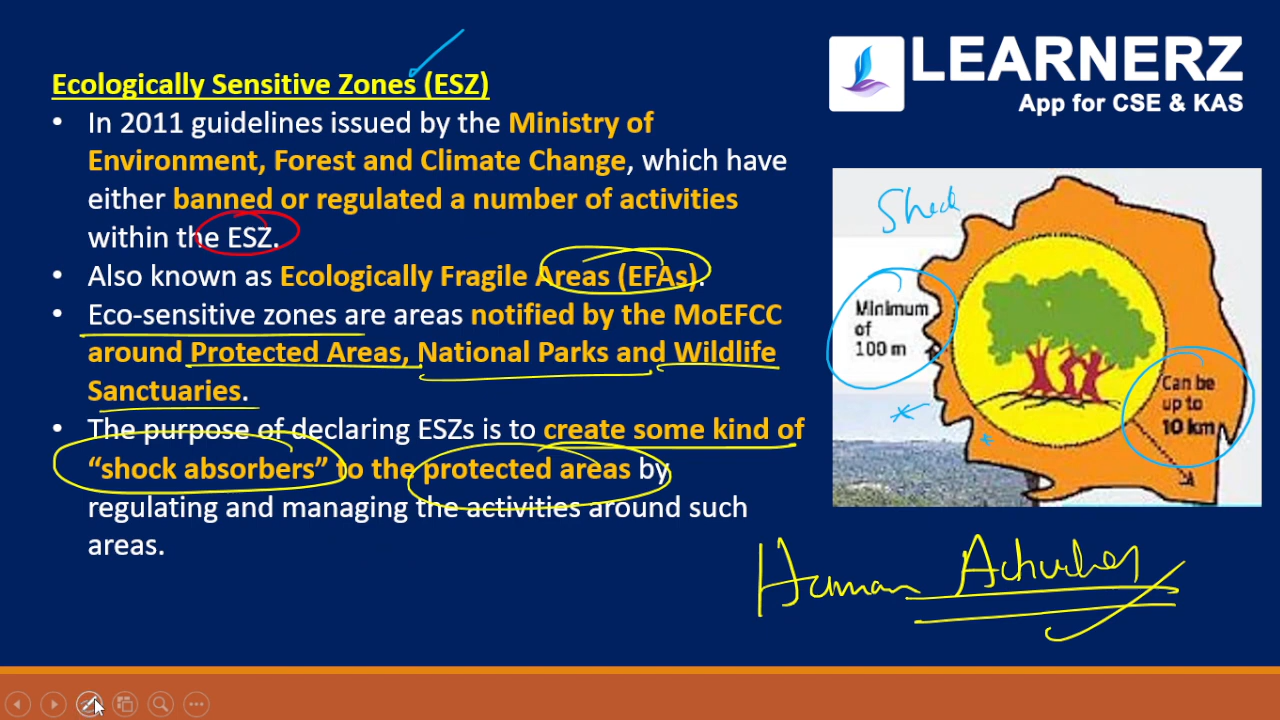 Ecologically Sensitive Zones (ESZ)
• In 2011 guidelines issued by the Ministry of
Environment, Forest and Climate Change, which have
either banned or regulated a number of activities
within the ESZ.
• Also known as Ecologically Fragile Areas (EFAs).
• Eco-sensitive zones are areas notified by the MoEFCC
around Protected Areas, National Parks and Wildlife
Sanctuaries.
• The purpose of declaring ESZs is to create some kind of
“shock absorbers” to the protected areas by
regulating and managing the activities around such
areas.
LEARNERZ
App for CSE & KAS
Minimum
of
100 m
Can be
up to
10 km
Human Activities